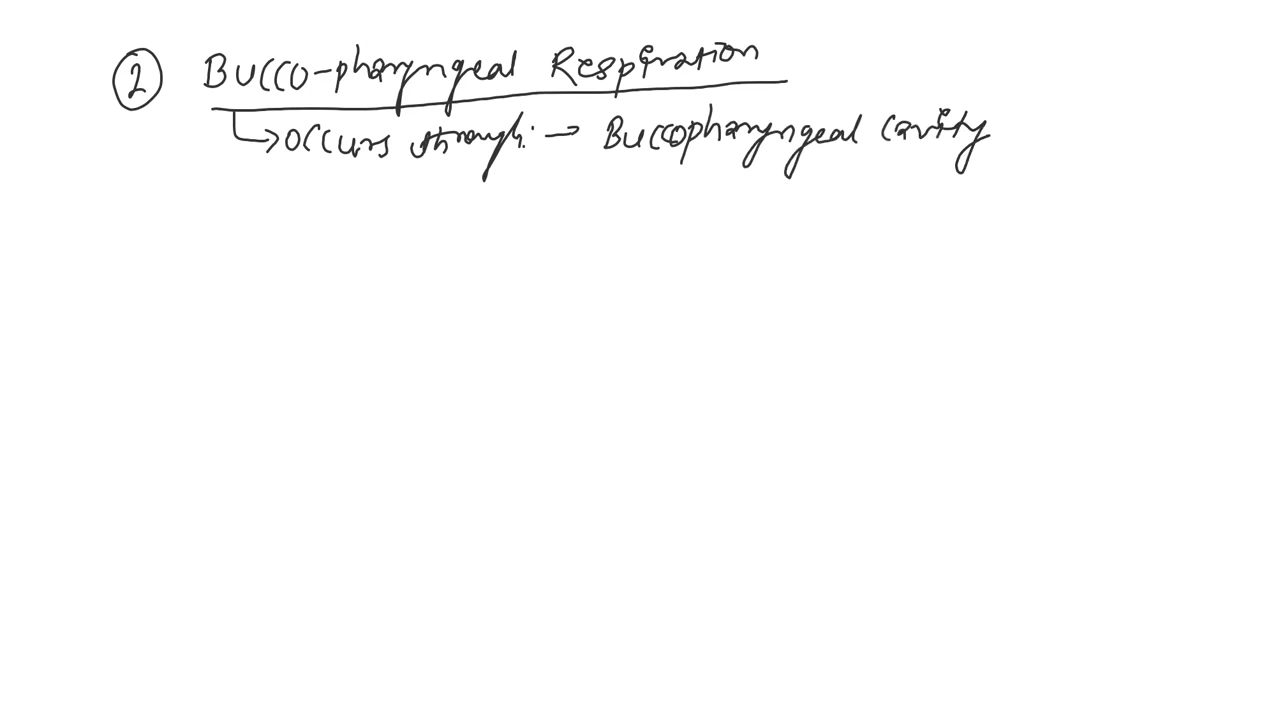 ② Bucco-pharyngeal Respiration
↳ Occurs through: → Buccopharyngeal cavity